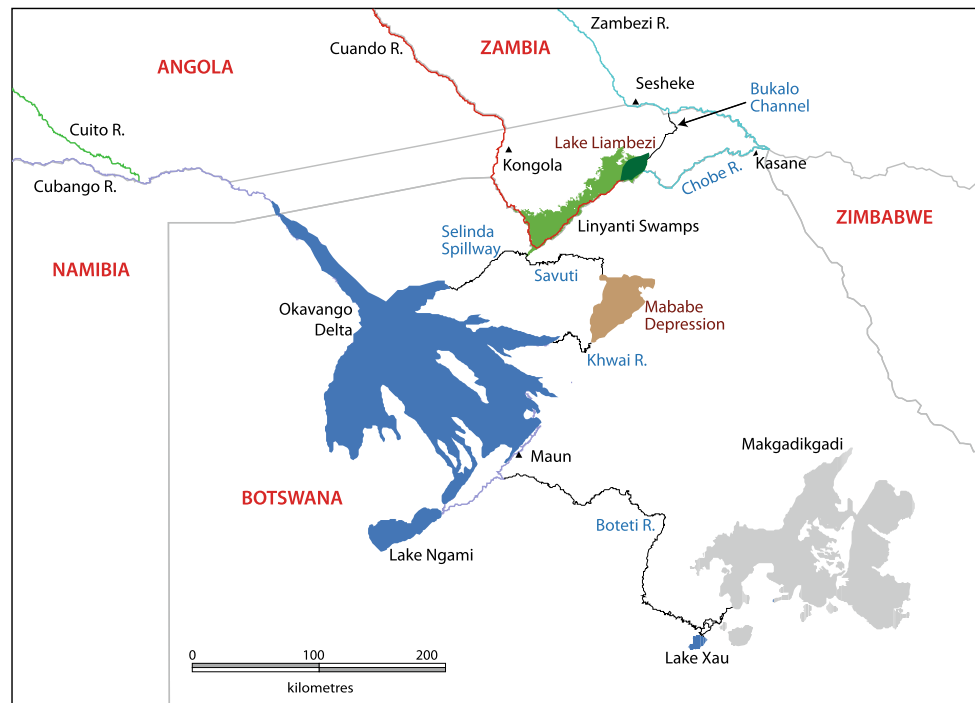 Zambezi R.
Cuando R.
ZAMBIA
ANGOLA
Sesheke
Bukalo
Channel
Cuito R.
Lake Liambezi
Kongola
Kasane
Cubango R.
Chobe R.
ZIMBABWE
Linyanti Swamps
Selinda
Spillway
NAMIBIA
Savuti
Okavango
Delta
Mababe
Depression
Khwai R.
Makgadikgadi
Maun
BOTSWANA
Boteti R.
Lake Ngami
Lake Xau
0
100
200
kilometres